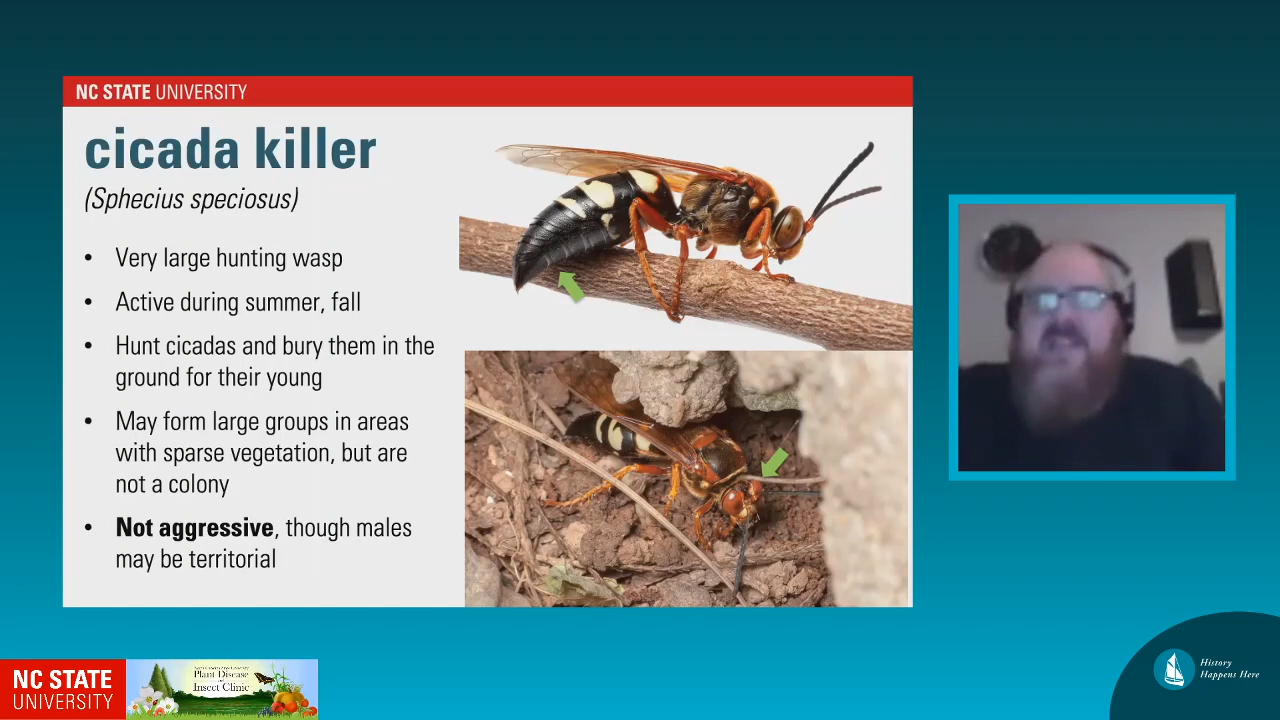 NC STATE UNIVERSITY
cicada killer
(Sphecius speciosus)
• Very large hunting wasp
• Active during summer, fall
• Hunt cicadas and bury them in the
ground for their young
• May form large groups in areas
with sparse vegetation, but are
not a colony
• Not aggressive, though males
may be territorial
NC STATE
UNIVERSITY
Plant Disease
Insect Clinic
History
Happens Here